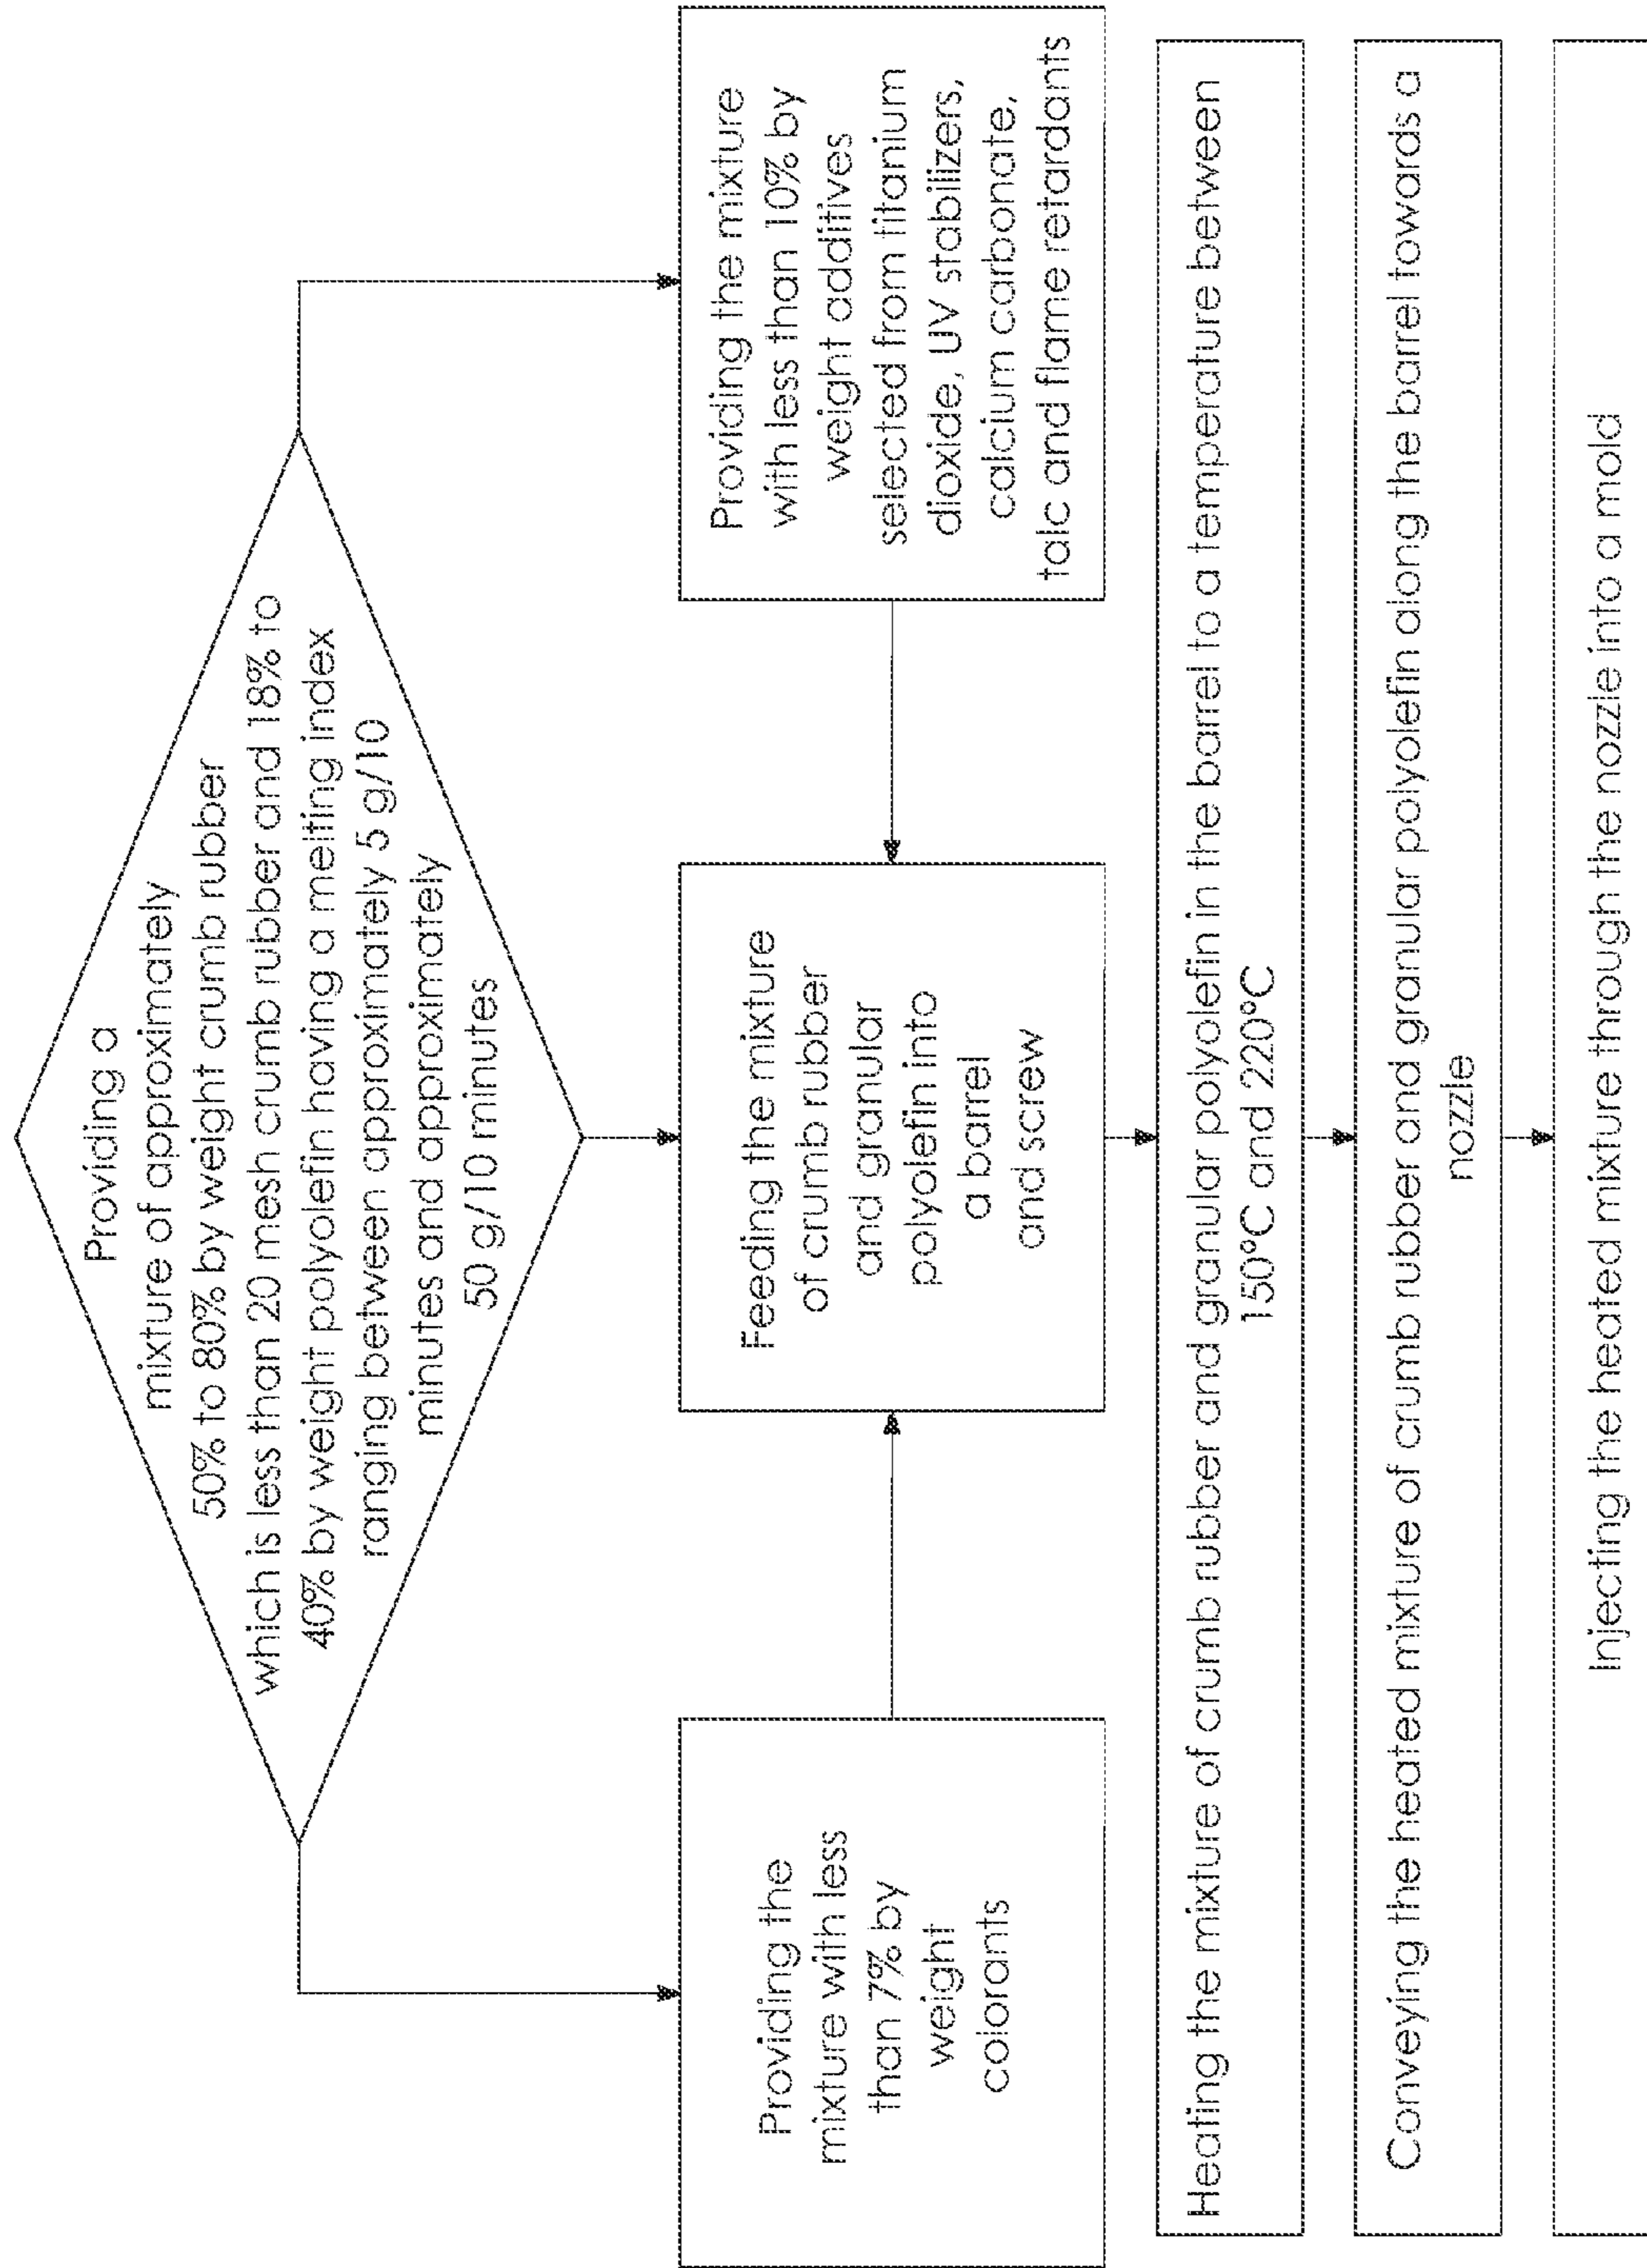 Providing a
mixture of approximately
50% to 80% by weight crumb rubber
which is less than 20 mesh crumb rubber and 18% to
40% by weight polyolefin having a melting index
ranging between approximately 5 g/10
minutes and approximately
50 g/10 minutes
Providing the
mixture with less
than 7% by
weight
colorants
Feeding the mixture
of crumb rubber
and granular
polyolefin into
a barrel
and screw
Providing the mixture
with less than 10% by
weight additives
selected from titanium
dioxide, UV stabilizers,
calcium carbonate,
talc and flame retardants
Heating the mixture of crumb rubber and granular polyolefin in the barrel to a temperature between
150°C and 220°C
Conveying the heated mixture of crumb rubber and granular polyolefin along the barrel towards a
nozzle
Injecting the heated mixture through the nozzle into a mold